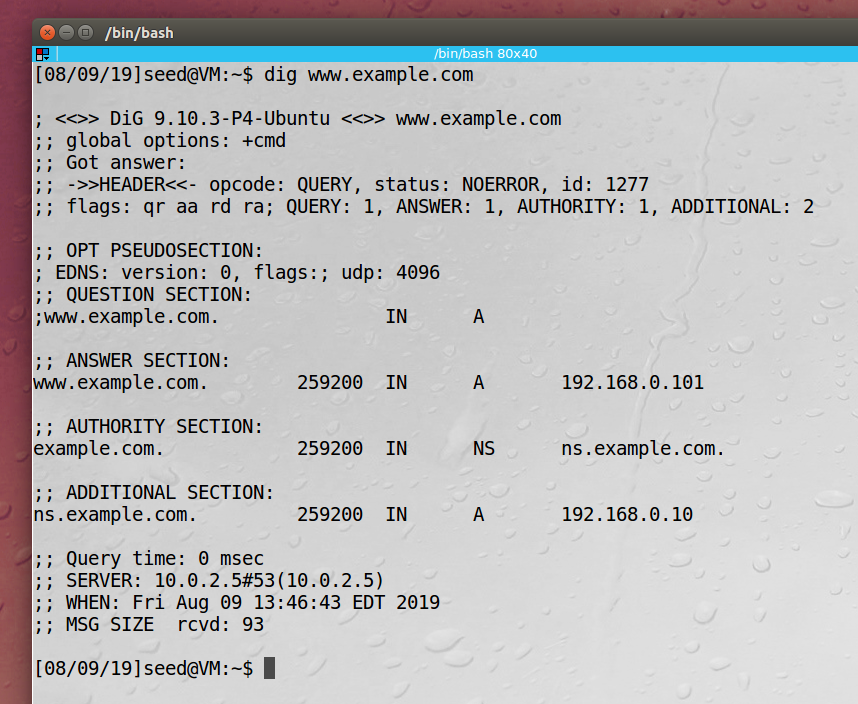 /bin/bash
/bin/bash 80x40
[08/09/19]seed@VM:~$ dig www.example.com
; <<>> DiG 9.10.3-P4-Ubuntu <<>> www.example.com
;; global options: +cmd
;; Got answer:
;; ->>HEADER<<- opcode: QUERY, status: NOERROR, id: 1277
;; flags: qr aa rd ra; QUERY: 1, ANSWER: 1, AUTHORITY: 1, ADDITIONAL: 2
;; OPT PSEUDOSECTION:
; EDNS: version: 0, flags:; udp: 4096
;; QUESTION SECTION:
;www.example.com. IN A
;; ANSWER SECTION:
www.example.com. 259200 IN A 192.168.0.101
;; AUTHORITY SECTION:
example.com. 259200 IN NS ns.example.com.
;; ADDITIONAL SECTION:
ns.example.com. 259200 IN A 192.168.0.10
;; Query time: 0 msec
;; SERVER: 10.0.2.5#53(10.0.2.5)
;; WHEN: Fri Aug 09 13:46:43 EDT 2019
;; MSG SIZE rcvd: 93
[08/09/19]seed@VM:~$